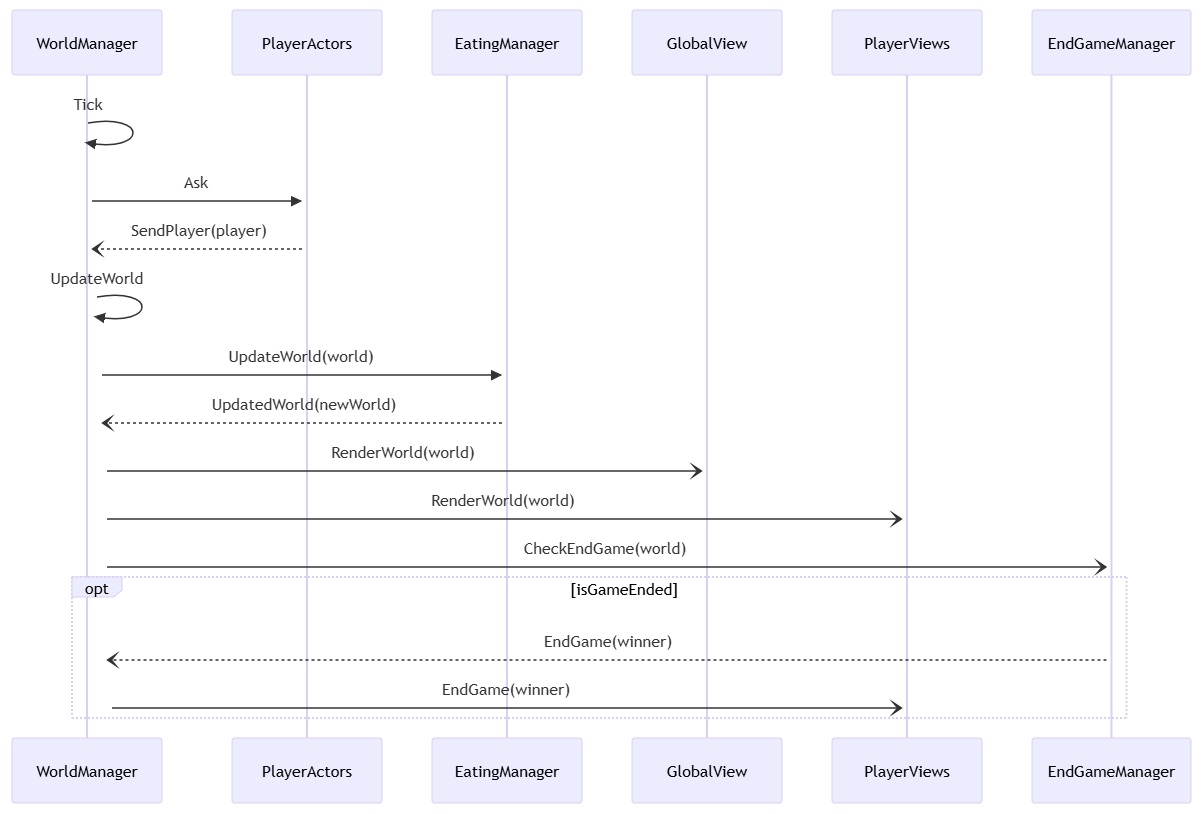 WorldManager
PlayerActors
EatingManager
GlobalView
PlayerViews
EndGameManager
Tick
Ask
SendPlayer(player)
UpdateWorld
UpdateWorld(world)
UpdatedWorld(newWorld)
RenderWorld(world)
RenderWorld(world)
CheckEndGame(world)
opt
[isGameEnded]
EndGame(winner)
EndGame(winner)
WorldManager
PlayerActors
EatingManager
GlobalView
PlayerViews
EndGameManager